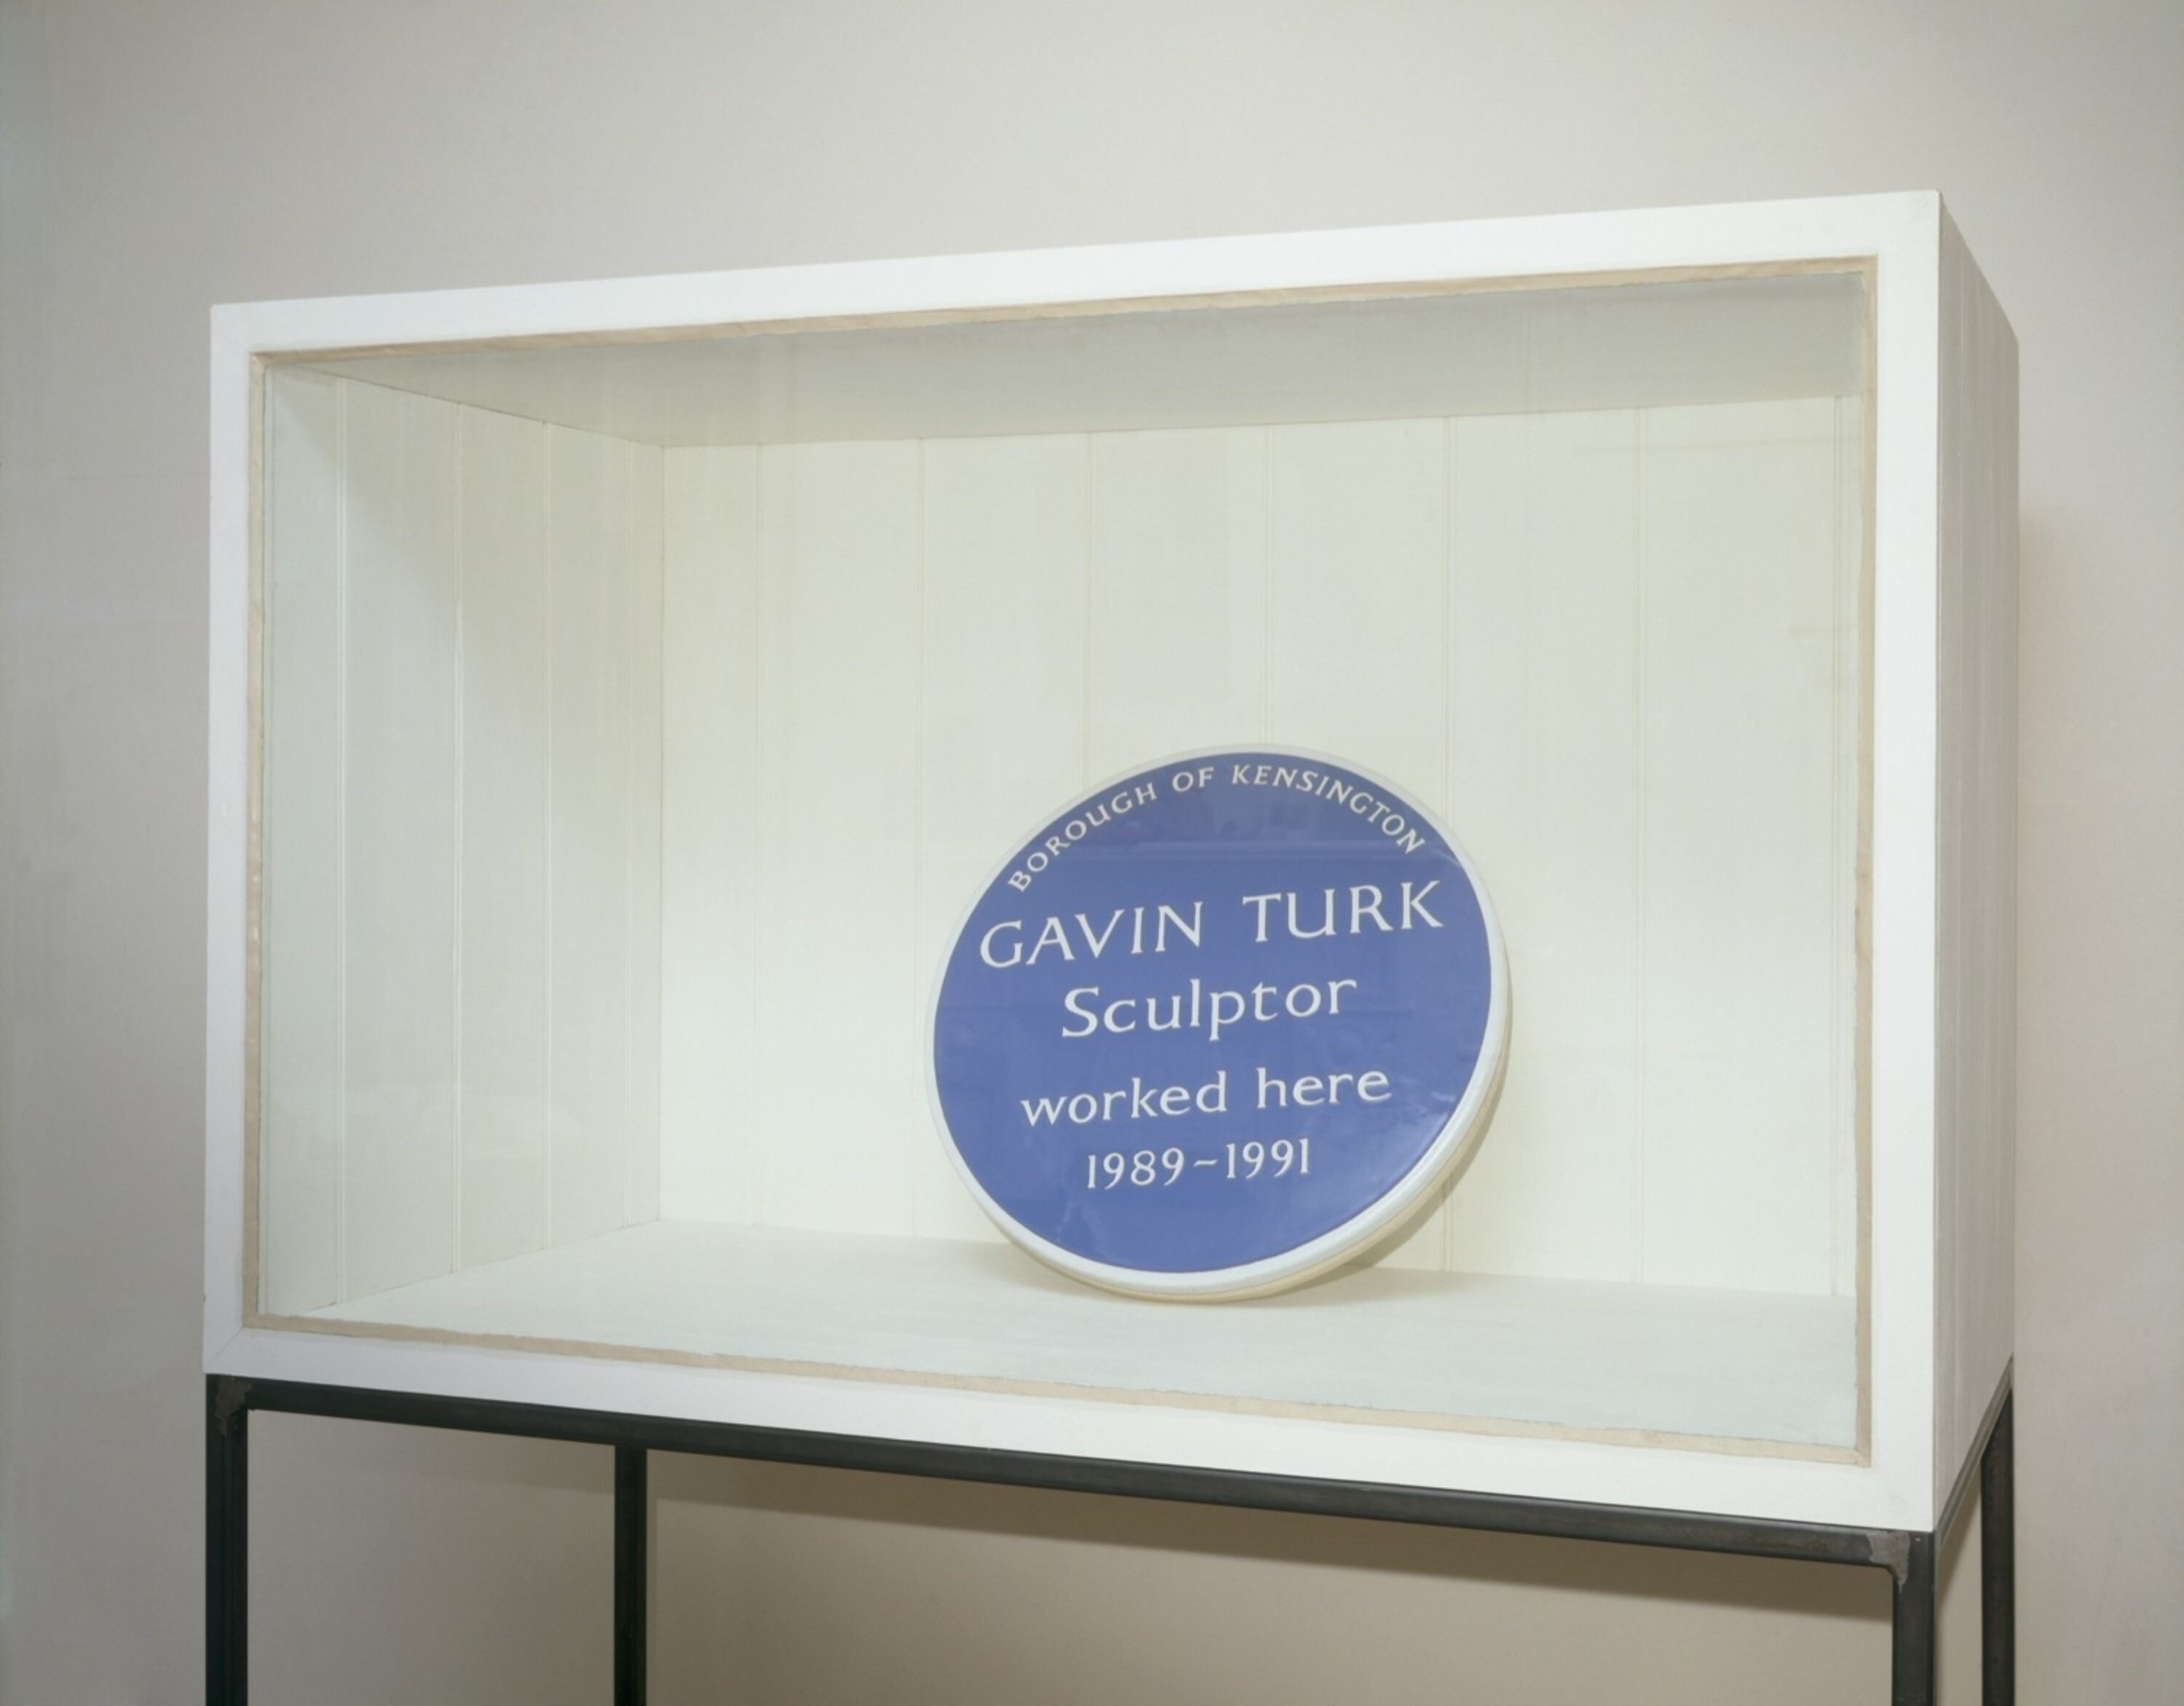 BOROUGH OF KENSINGTON
GAVIN TURK
Sculptor
worked here
1989-1991